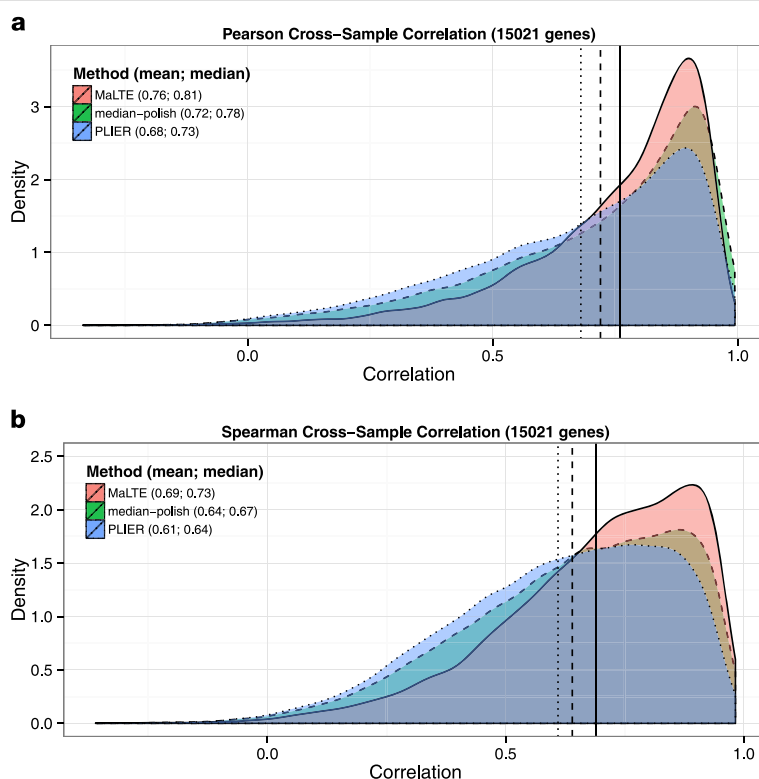 a
Pearson Cross−Sample Correlation (15021 genes)
Method (mean; median)
MaLTE (0.76; 0.81)
median−polish (0.72; 0.78)
PLIER (0.68; 0.73)
Density
3
2
1
0
0.0
0.5
1.0
Correlation
b
Spearman Cross−Sample Correlation (15021 genes)
Method (mean; median)
MaLTE (0.69; 0.73)
median−polish (0.64; 0.67)
PLIER (0.61; 0.64)
Density
2.5
2.0
1.5
1.0
0.5
0.0
0.0
0.5
1.0
Correlation